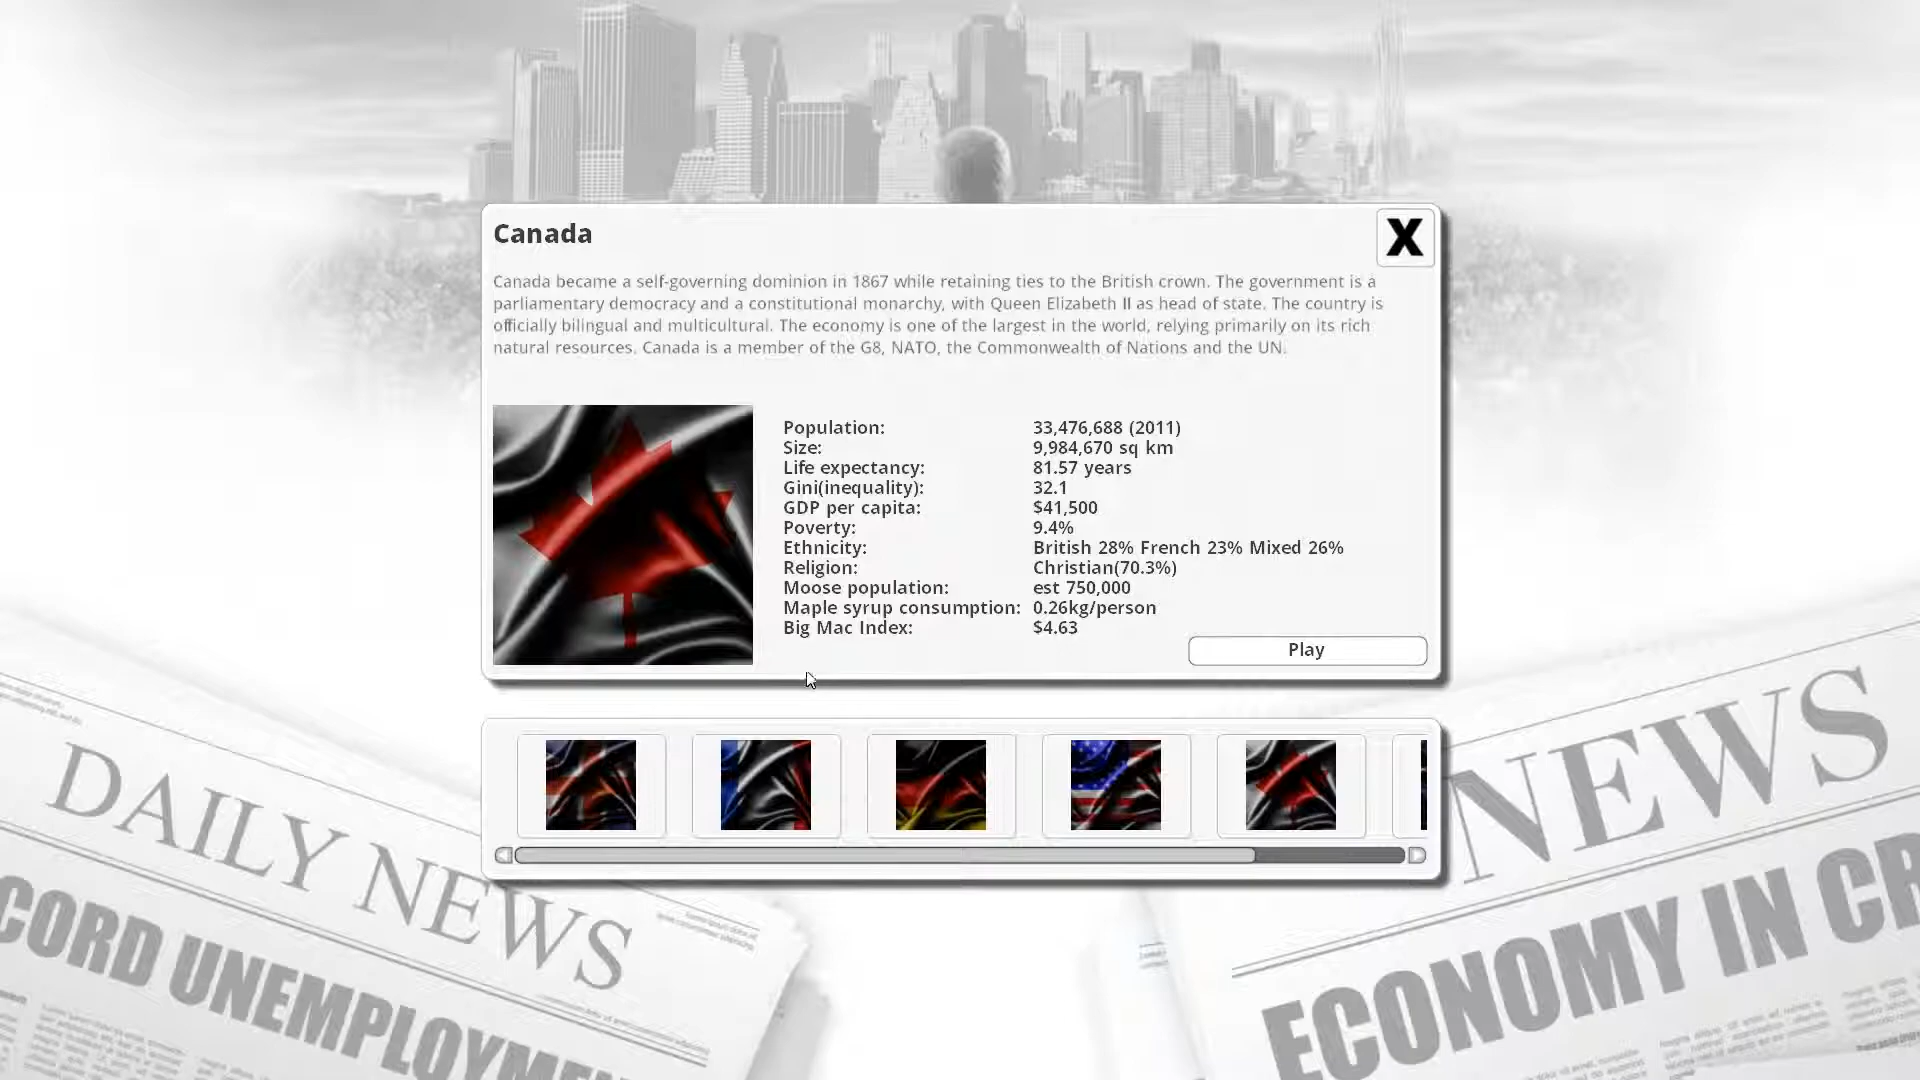 Canada
X
Canada became a self-governing dominion in 1867 while retaining ties to the British crown. The government is a
parliamentary democracy and a constitutional monarchy, with Queen Elizabeth II as head of state. The country is
officially bilingual and multicultural. The economy is one of the largest in the world, relying primarily on its rich
natural resources. Canada is a member of the G8, NATO, the Commonwealth of Nations and the UN.
Population: 33,476,688 (2011)
Size: 9,984,670 sq km
Life expectancy: 81.57 years
Gini(inequality): 32.1
GDP per capita: $41,500
Poverty: 9.4%
Ethnicity: British 28% French 23% Mixed 26%
Religion: Christian(70.3%)
Moose population: est 750,000
Maple syrup consumption: 0.26kg/person
Big Mac Index: $4.63
Play
DAILY NEWS
CORD UNEMPLOYME
NEWS
ECONOMY IN CR